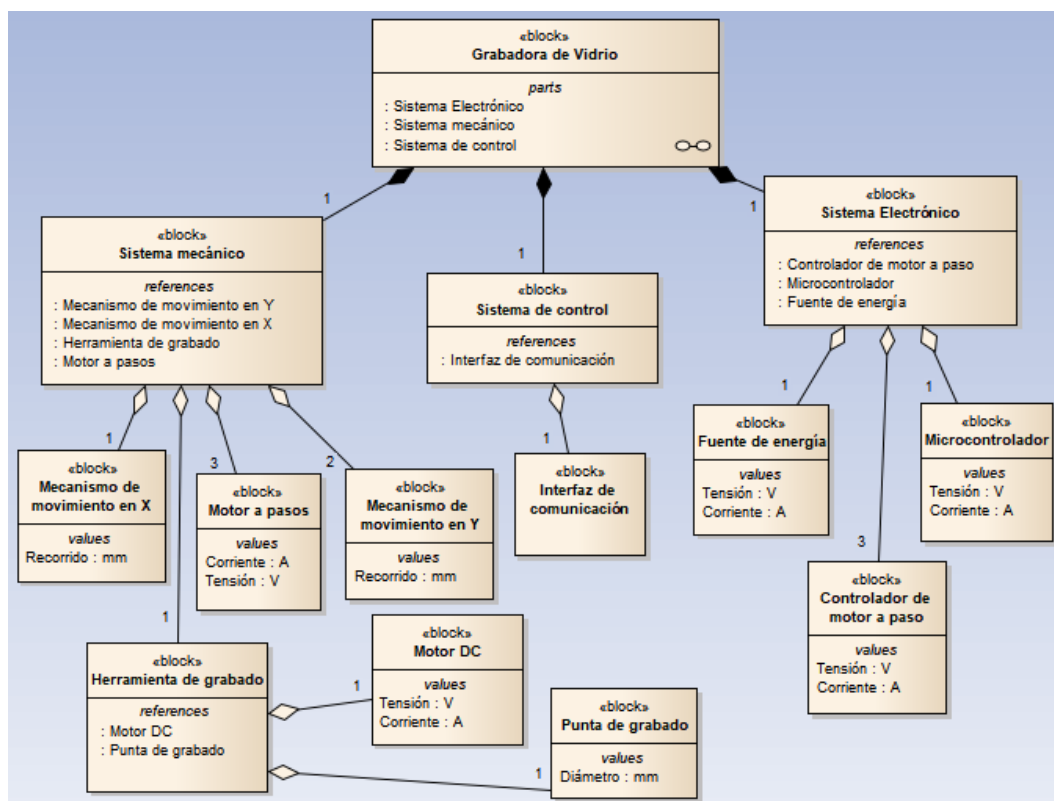 «block»
Grabadora de Vidrio
parts
: Sistema Electrónico
: Sistema mecánico
: Sistema de control
1
1
1
«block»
Sistema mecánico
references
: Mecanismo de movimiento en Y
: Mecanismo de movimiento en X
: Herramienta de grabado
: Motor a pasos
«block»
Sistema de control
references
: Interfaz de comunicación
«block»
Sistema Electrónico
references
: Controlador de motor a paso
: Microcontrolador
: Fuente de energía
1
3
2
1
1
1
«block»
Mecanismo de
movimiento en X
values
Recorrido : mm
«block»
Motor a pasos
values
Corriente : A
Tensión : V
«block»
Mecanismo de
movimiento en Y
values
Recorrido : mm
«block»
Interfaz de
comunicación
«block»
Fuente de energía
values
Tensión : V
Corriente : A
«block»
Microcontrolador
values
Tensión : V
Corriente : A
3
«block»
Controlador de
motor a paso
values
Tensión : V
Corriente : A
1
«block»
Herramienta de grabado
references
: Motor DC
: Punta de grabado
1
«block»
Motor DC
values
Tensión : V
Corriente : A
1
«block»
Punta de grabado
values
Diámetro : mm